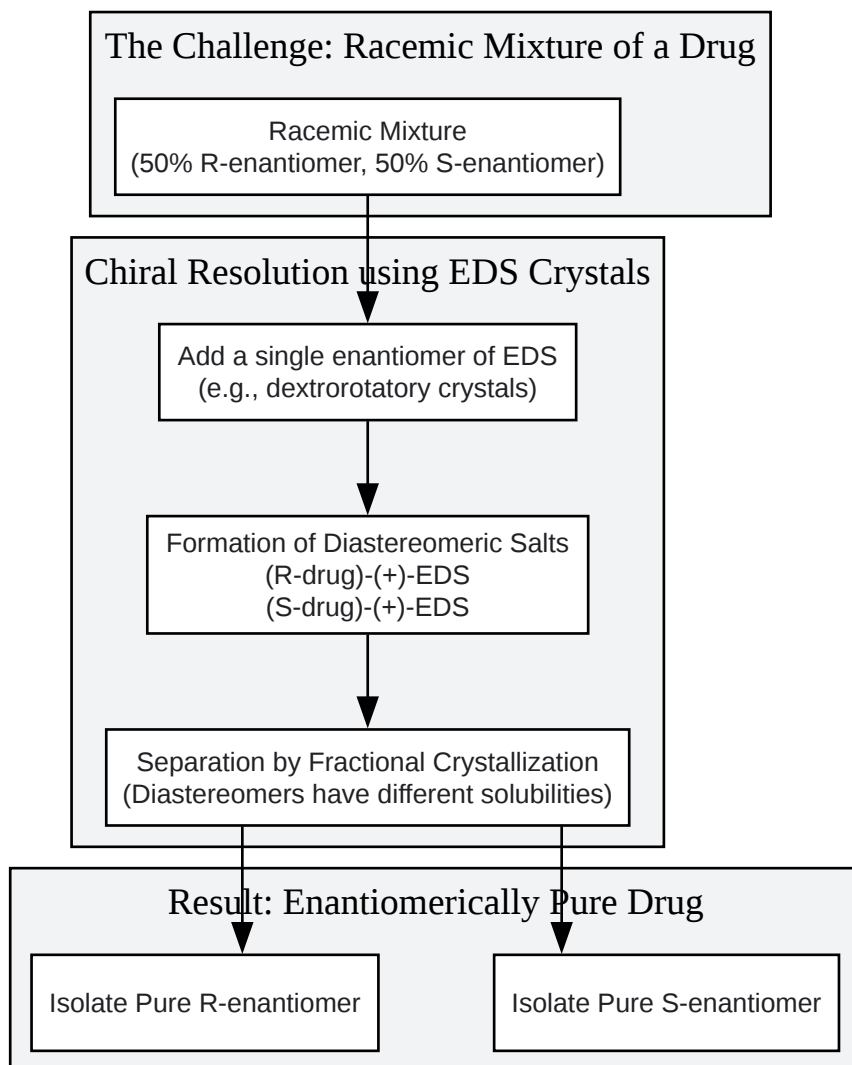 The Challenge: Racemic Mixture of a Drug
Racemic Mixture
(50% R-enantiomer, 50% S-enantiomer)
Chiral Resolution using EDS Crystals
Add a single enantiomer of EDS
(e.g., dextrorotatory crystals)
Formation of Diastereomeric Salts
(R-drug)-(+)-EDS
(S-drug)-(+)-EDS
Separation by Fractional Crystallization
(Diastereomers have different solubilities)
Result: Enantiomerically Pure Drug
Isolate Pure R-enantiomer
Isolate Pure S-enantiomer